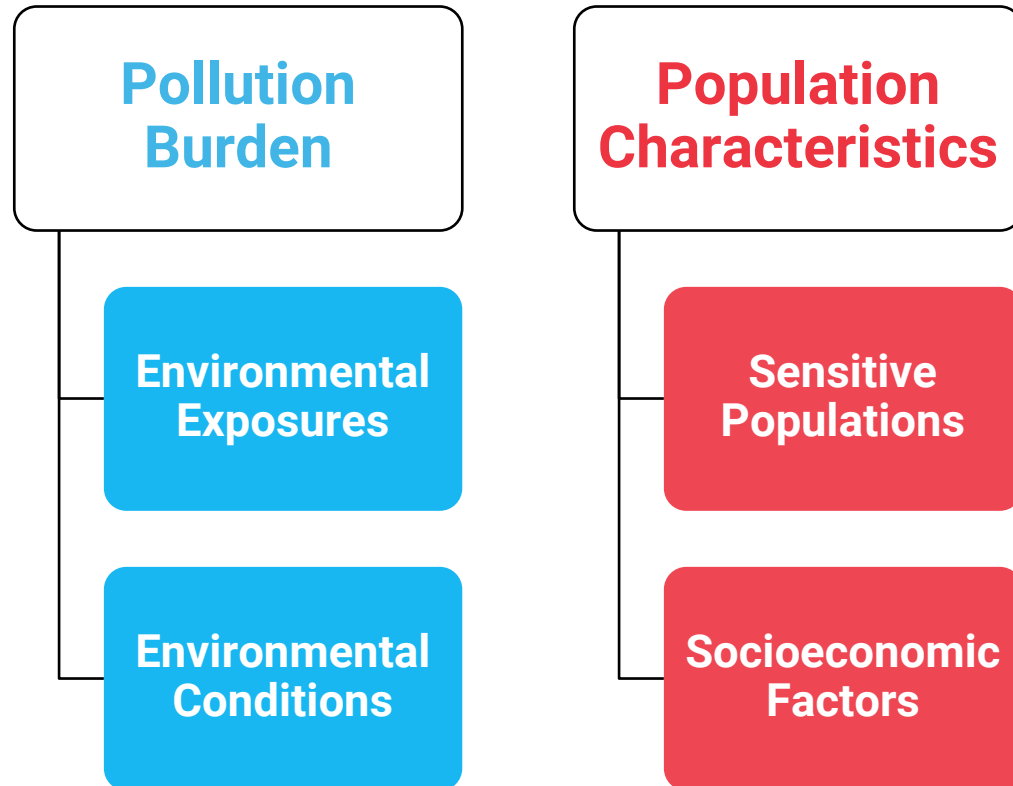 Pollution
Burden
Environmental
Exposures
Environmental
Conditions
Population
Characteristics
Sensitive
Populations
Socioeconomic
Factors